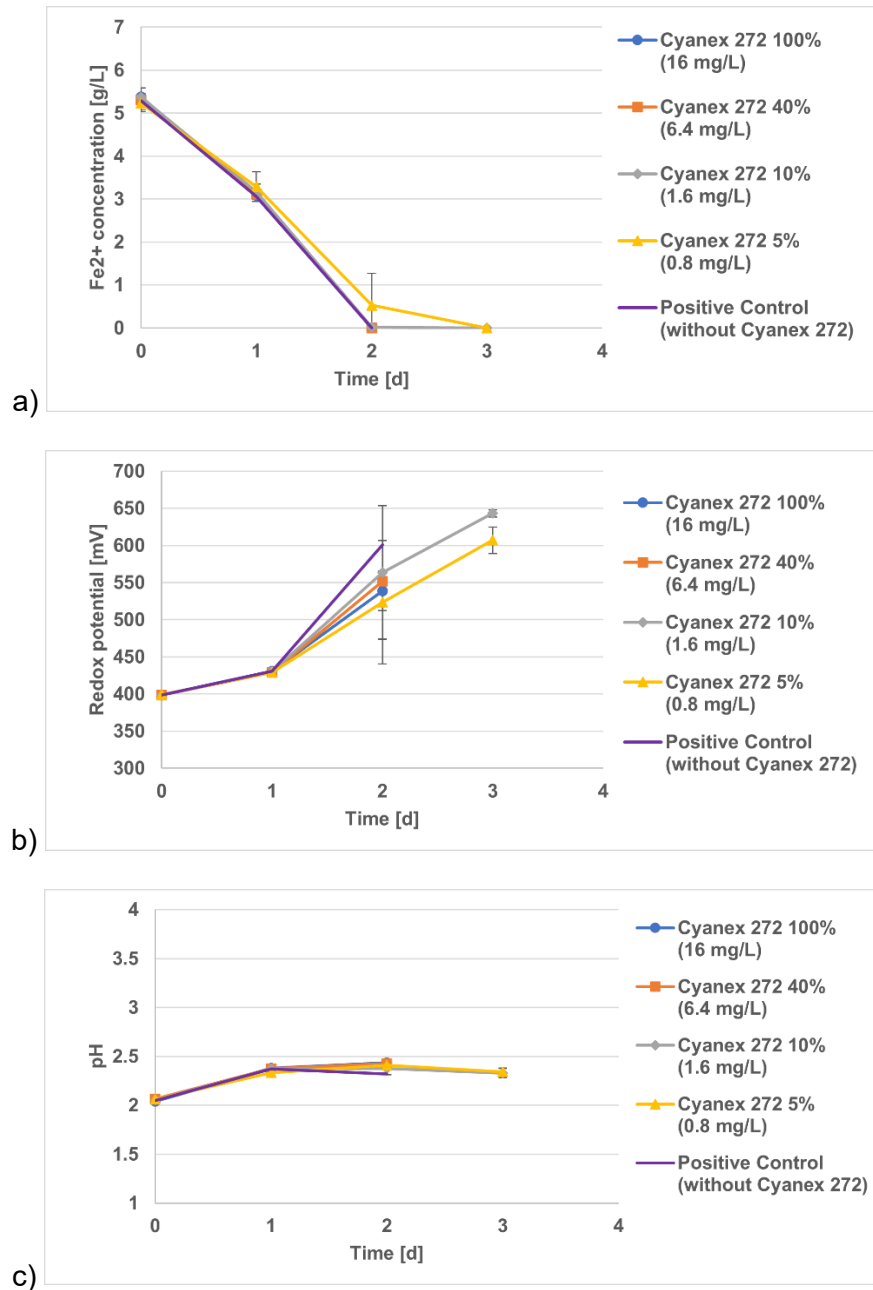 7
6
5
4
3
2
1
0
Fe2+ concentration [g/L]
0 1 2 3 4
Time [d]
Cyanex 272 100%
(16 mg/L)
Cyanex 272 40%
(6.4 mg/L)
Cyanex 272 10%
(1.6 mg/L)
Cyanex 272 5%
(0.8 mg/L)
Positive Control
(without Cyanex 272)
a)
700
650
600
550
500
450
400
350
300
Redox potential [mV]
0 1 2 3 4
Time [d]
Cyanex 272 100%
(16 mg/L)
Cyanex 272 40%
(6.4 mg/L)
Cyanex 272 10%
(1.6 mg/L)
Cyanex 272 5%
(0.8 mg/L)
Positive Control
(without Cyanex 272)
b)
4
3.5
3
2.5
2
1.5
1
pH
0 1 2 3 4
Time [d]
Cyanex 272 100%
(16 mg/L)
Cyanex 272 40%
(6.4 mg/L)
Cyanex 272 10%
(1.6 mg/L)
Cyanex 272 5%
(0.8 mg/L)
Positive Control
(without Cyanex 272)
c)